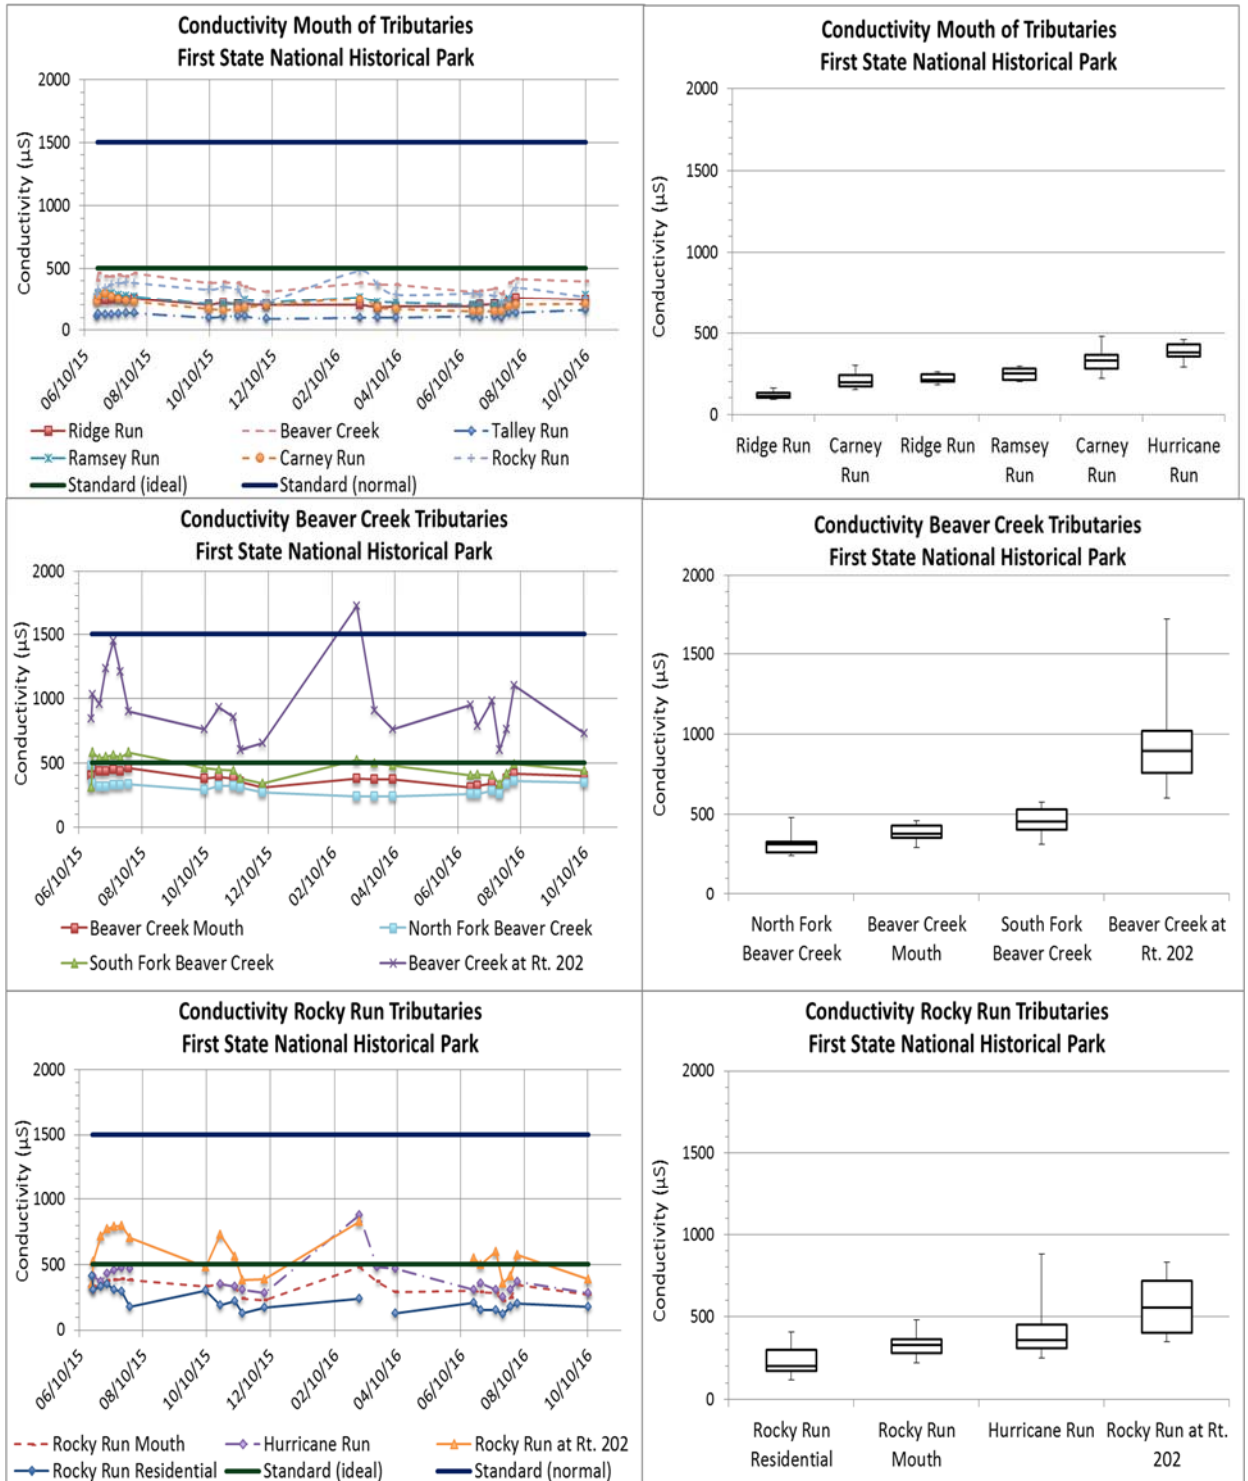 Conductivity Mouth of Tributaries
First State National Historical Park
Conductivity (µS)
2000
1500
1000
500
0
06/10/15 08/10/15 10/10/15 12/10/15 02/10/16 04/10/16 06/10/16 08/10/16 10/10/16
Ridge Run Beaver Creek Talley Run
Ramsey Run Carney Run Rocky Run
Standard (ideal) Standard (normal)
Conductivity Mouth of Tributaries
First State National Historical Park
Conductivity (µS)
2000
1500
1000
500
0
Ridge Run Carney Ridge Run Ramsey Carney Hurricane
Run Run Run Run
Conductivity Beaver Creek Tributaries
First State National Historical Park
Conductivity (µS)
2000
1500
1000
500
0
06/10/15 08/10/15 10/10/15 12/10/15 02/10/16 04/10/16 06/10/16 08/10/16 10/10/16
Beaver Creek Mouth North Fork Beaver Creek
South Fork Beaver Creek Beaver Creek at Rt. 202
Conductivity Beaver Creek Tributaries
First State National Historical Park
Conductivity (µS)
2000
1500
1000
500
0
North Fork Beaver Creek South Fork Beaver Creek at
Beaver Creek Mouth Beaver Creek Rt. 202
Conductivity Rocky Run Tributaries
First State National Historical Park
Conductivity (µS)
2000
1500
1000
500
0
06/10/15 08/10/15 10/10/15 12/10/15 02/10/16 04/10/16 06/10/16 08/10/16 10/10/16
Rocky Run Mouth Hurricane Run Rocky Run at Rt. 202
Rocky Run Residential Standard (ideal) Standard (normal)
Conductivity Rocky Run Tributaries
First State National Historical Park
Conductivity (µS)
2000
1500
1000
500
0
Rocky Run Rocky Run Hurricane Run Rocky Run at Rt.
Residential Mouth 202